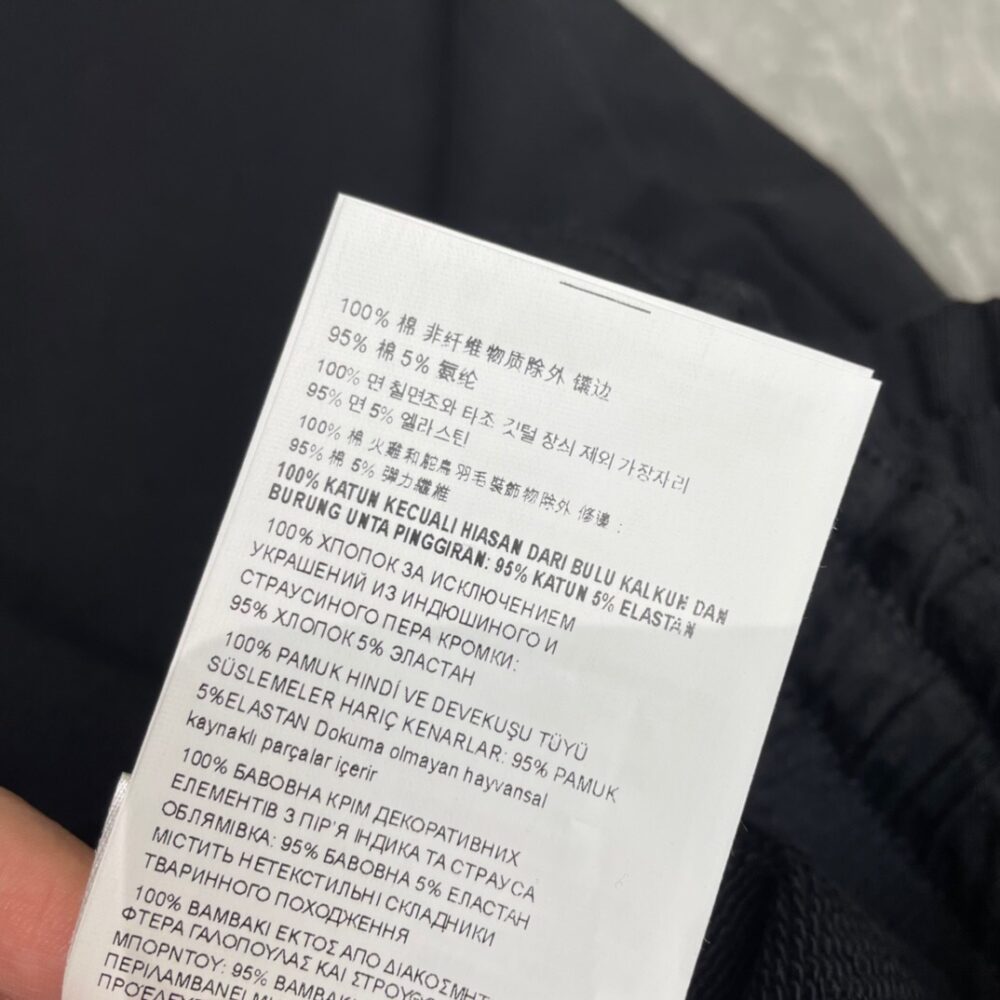 100% 棉 非纤维物质除外 镶边
95% 棉 5% 氨纶
100% 면 칠면조와 타조 깃털 장식 제외 가장자리
95% 면 5% 엘라스틴
100% 棉 火雞和鴕鳥羽毛裝飾物除外 修邊 :
95% 棉 5% 彈力纖維
100% KATUN KECUALI HIASAN DARI BULU KALKUN DAN
BURUNG UNTA PINGGIRAN: 95% KATUN 5% ELASTAN
100% ХЛОПОК ЗА ИСКЛЮЧЕНИЕМ
УКРАШЕНИЙ ИЗ ИНДЮШИНОГО И
СТРАУСИНОГО ПЕРА КРОМКИ:
95% ХЛОПОК 5% ЭЛАСТАН
100% PAMUK HINDİ VE DEVEKUŞU TÜYÜ
SÜSLEMELER HARIÇ KENARLAR: 95% PAMUK
5%ELASTAN Dokuma olmayan hayvansal
kaynaklı parçalar içerir
100% БАВОВНА КРІМ ДЕКОРАТИВНИХ
ЕЛЕМЕНТІВ З ПІР'Я ІНДИКА ТА СТРАУСА
ОБЛЯМІВКА: 95% БАВОВНА 5% ЕЛАСТАН
МІСТИТЬ НЕТЕКСТИЛЬНІ СКЛАДНИКИ
ТВАРИННОГО ПОХОДЖЕННЯ
100% ΒΑΜΒΑΚΙ ΕΚΤΟΣ ΑΠΟ ΔΙΑΚΟΣΜΗΤ
ΦΤΕΡΑ ΓΑΛΟΠΟΥΛΑΣ ΚΑΙ ΣΤΡΟΥΘΟ
ΜΠΟΡΝΤΟΥ: 95% ΒΑΜΒΑΚΙ
ΠΕΡΙΛΑΜΒΑΝΕΙ
ΠΡΟΈΛΕΥ